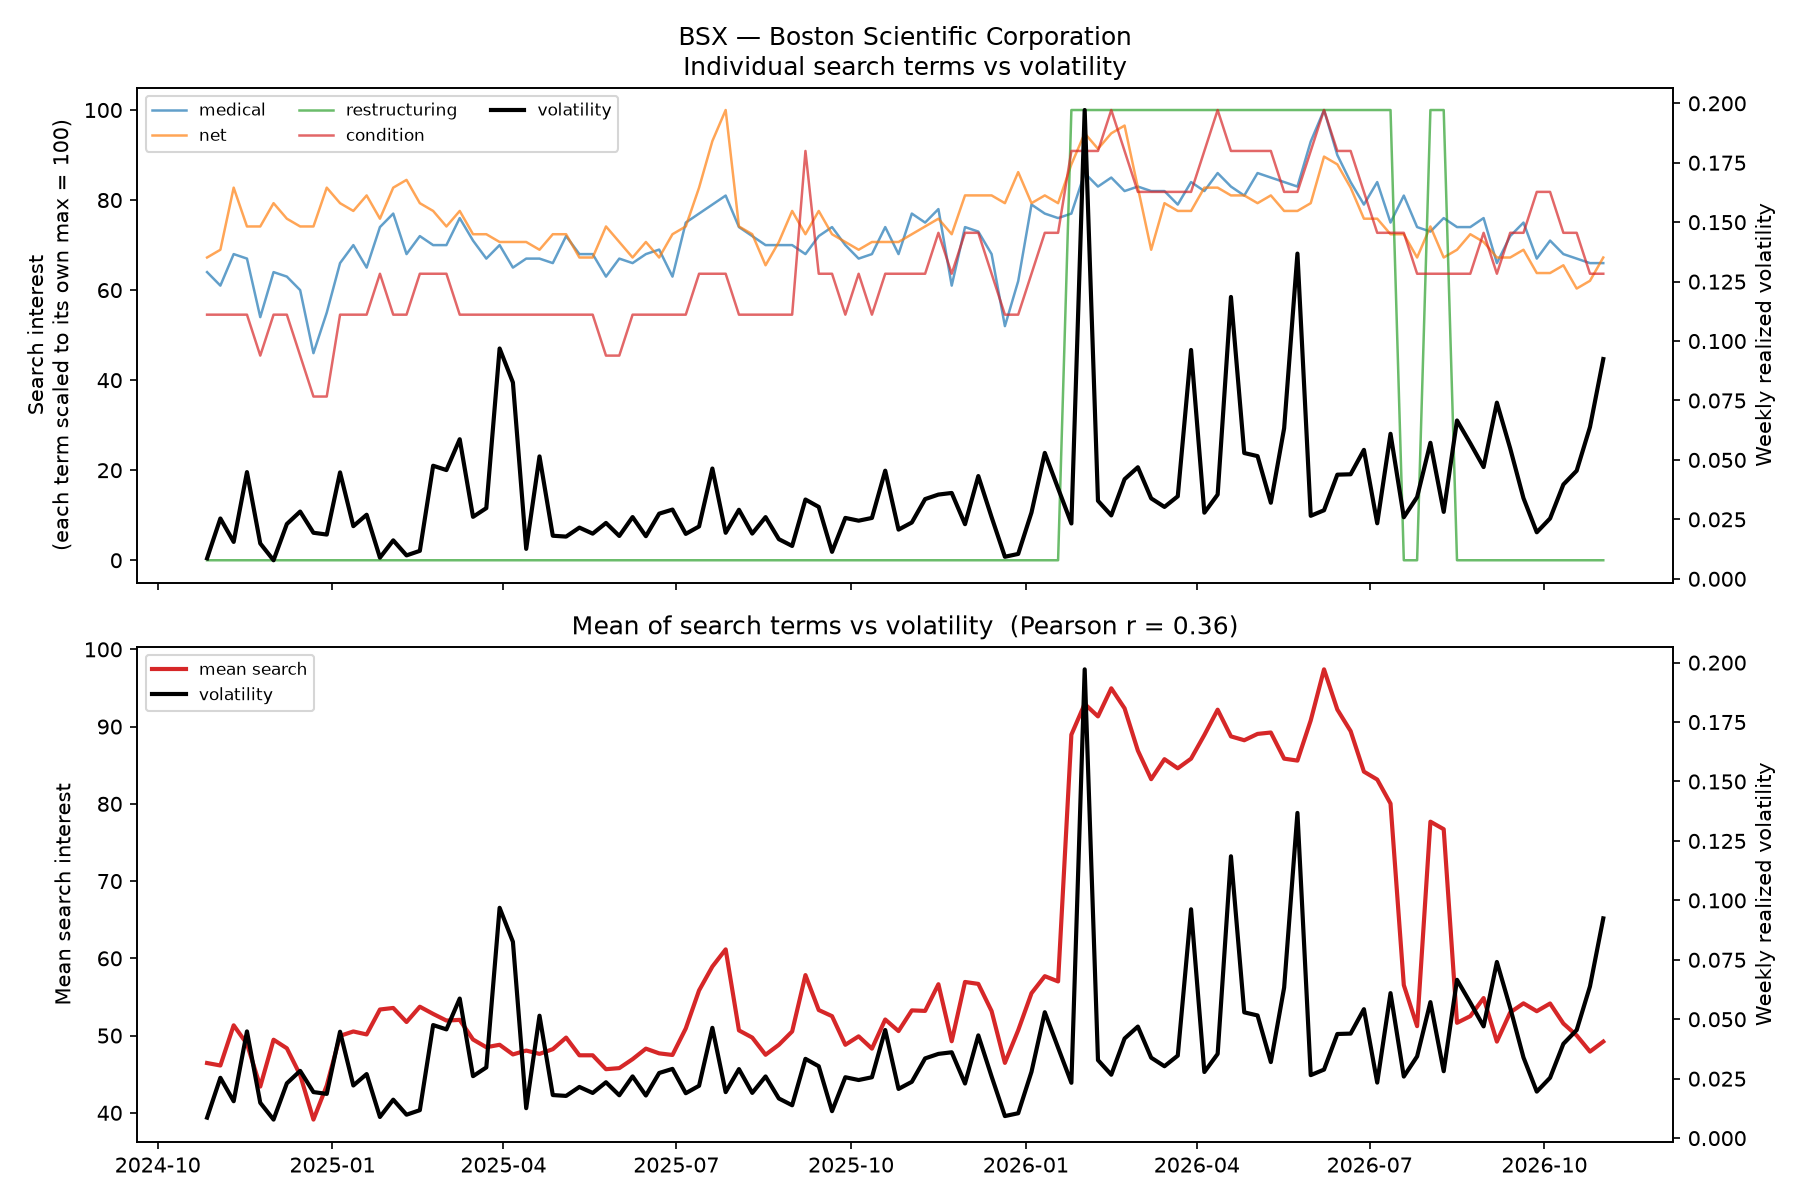 BSX — Boston Scientific Corporation
Individual search terms vs volatility
medical
net
restructuring
condition
volatility
Search interest
(each term scaled to its own max = 100)
100
80
60
40
20
0
0.200
0.175
0.150
0.125
0.100
0.075
0.050
0.025
0.000
Weekly realized volatility
Mean of search terms vs volatility (Pearson r = 0.36)
mean search
volatility
Mean search interest
100
90
80
70
60
50
40
0.200
0.175
0.150
0.125
0.100
0.075
0.050
0.025
0.000
Weekly realized volatility
2024-10
2025-01
2025-04
2025-07
2025-10
2026-01
2026-04
2026-07
2026-10